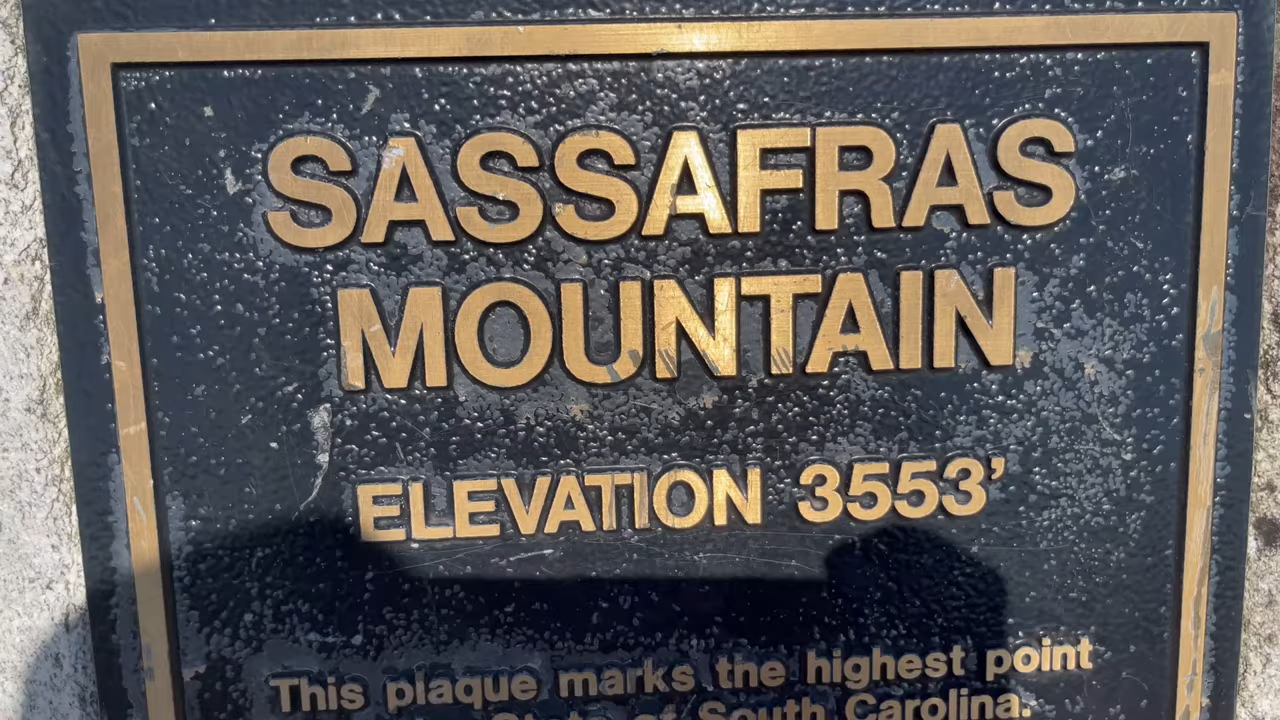 SASSAFRAS
MOUNTAIN
ELEVATION 3553’
This plaque marks the highest point
State of South Carolina.